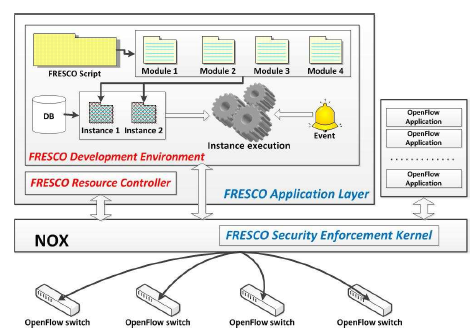 FRESCO Script
Module 1
Module 2
Module 3
Module 4
DB
Instance 1
Instance 2
Instance execution
Event
FRESCO Development Environment
FRESCO Resource Controller
FRESCO Application Layer
OpenFlow
Application
OpenFlow
Application
. . . . . . . . . . . .
OpenFlow
Application
NOX
FRESCO Security Enforcement Kernel
OpenFlow switch
OpenFlow switch
OpenFlow switch
OpenFlow switch